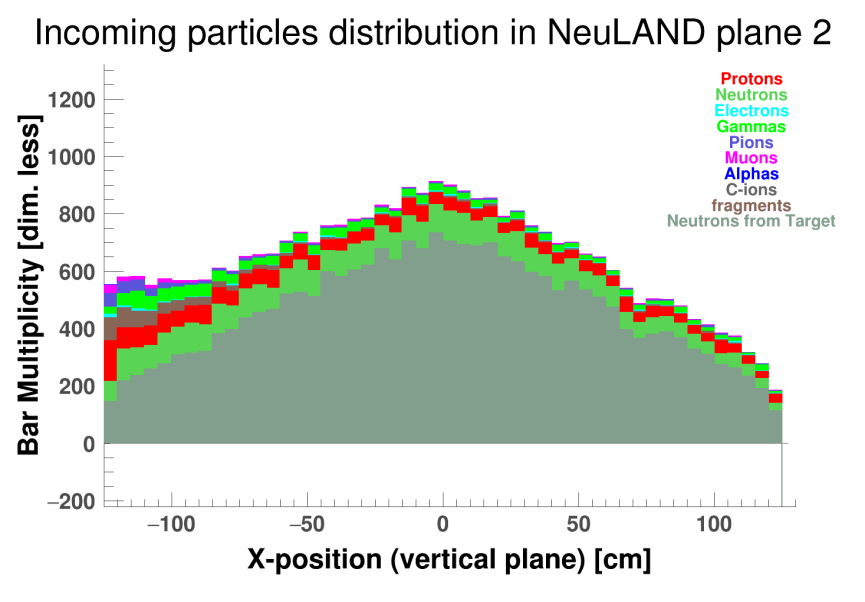 Incoming particles distribution in NeuLAND plane 2
Bar Multiplicity [dim. less]
1200
1000
800
600
400
200
0
−200
−100
−50
0
50
100
X-position (vertical plane) [cm]
Protons
Neutrons
Electrons
Gammas
Pions
Muons
Alphas
C-ions
fragments
Neutrons from Target